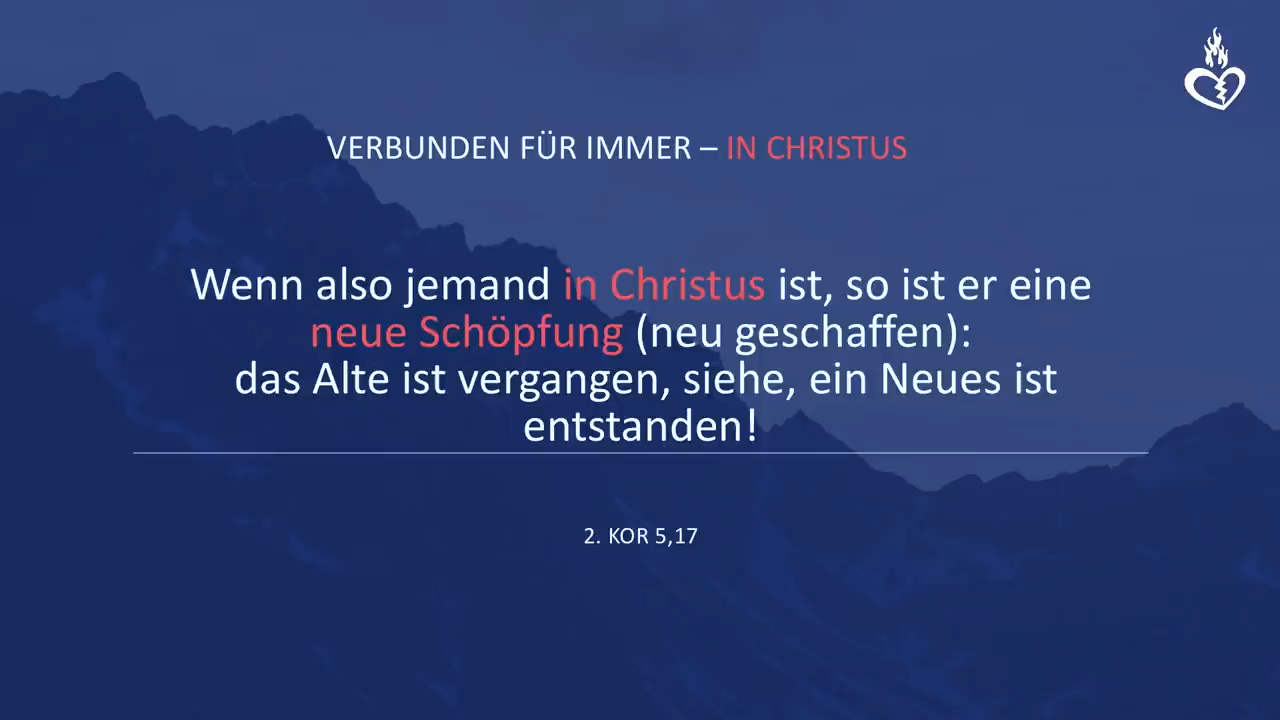 VERBUNDEN FÜR IMMER – IN CHRISTUS
Wenn also jemand in Christus ist, so ist er eine
neue Schöpfung (neu geschaffen):
das Alte ist vergangen, siehe, ein Neues ist
entstanden!
2. KOR 5,17